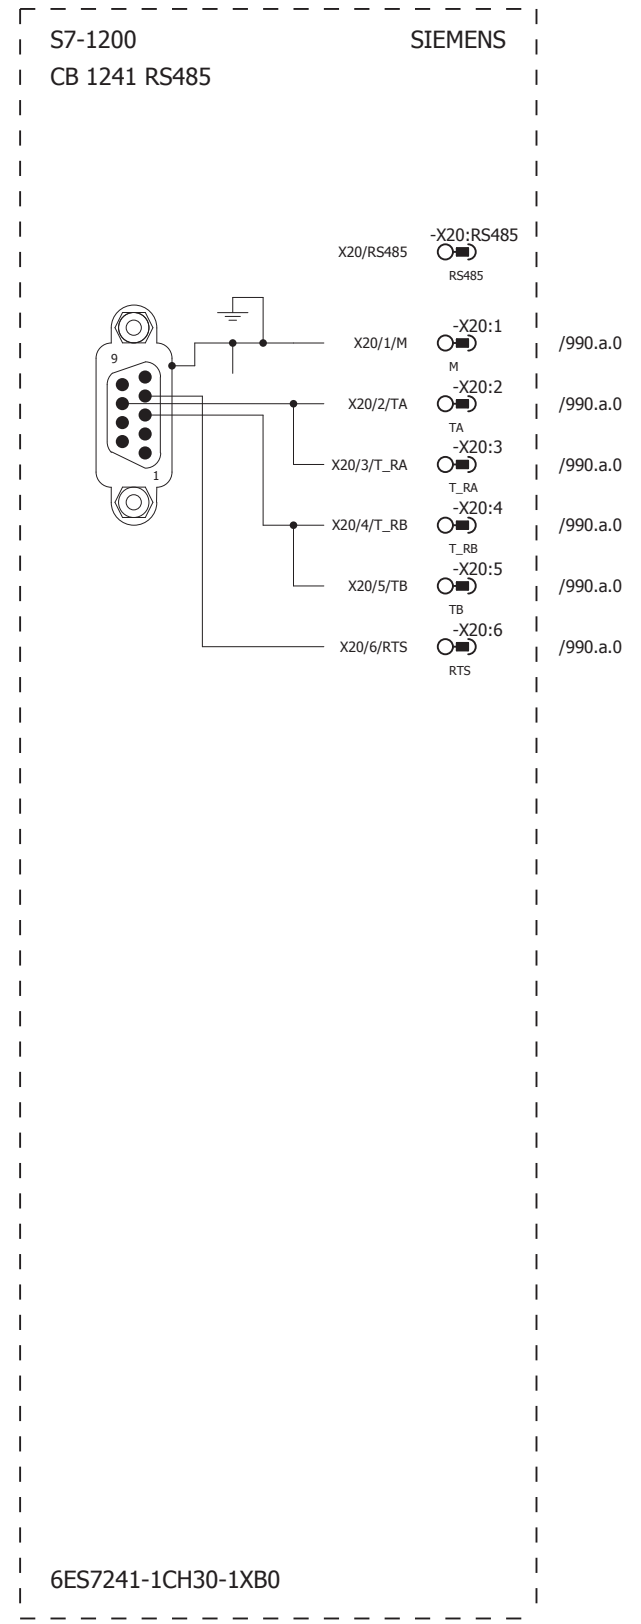 S7-1200 SIEMENS
CB 1241 RS485
-X20:RS485
X20/RS485
RS485
-X20:1
X20/1/M /990.a.0
M
-X20:2
9
X20/2/TA /990.a.0
TA
-X20:3
X20/3/T_RA /990.a.0
1
T_RA
-X20:4
X20/4/T_RB /990.a.0
T_RB
-X20:5
X20/5/TB /990.a.0
TB
-X20:6
X20/6/RTS /990.a.0
RTS
6ES7241-1CH30-1XB0